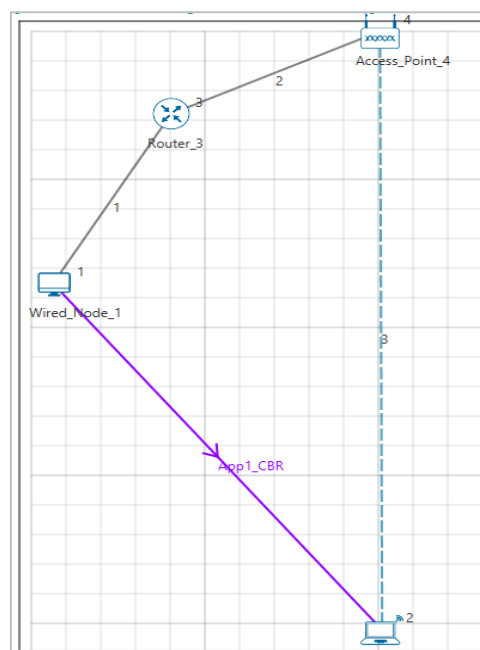 4
Access_Point_4
2
3
Router_3
1
1
Wired_Node_1
3
App1_CBR
2